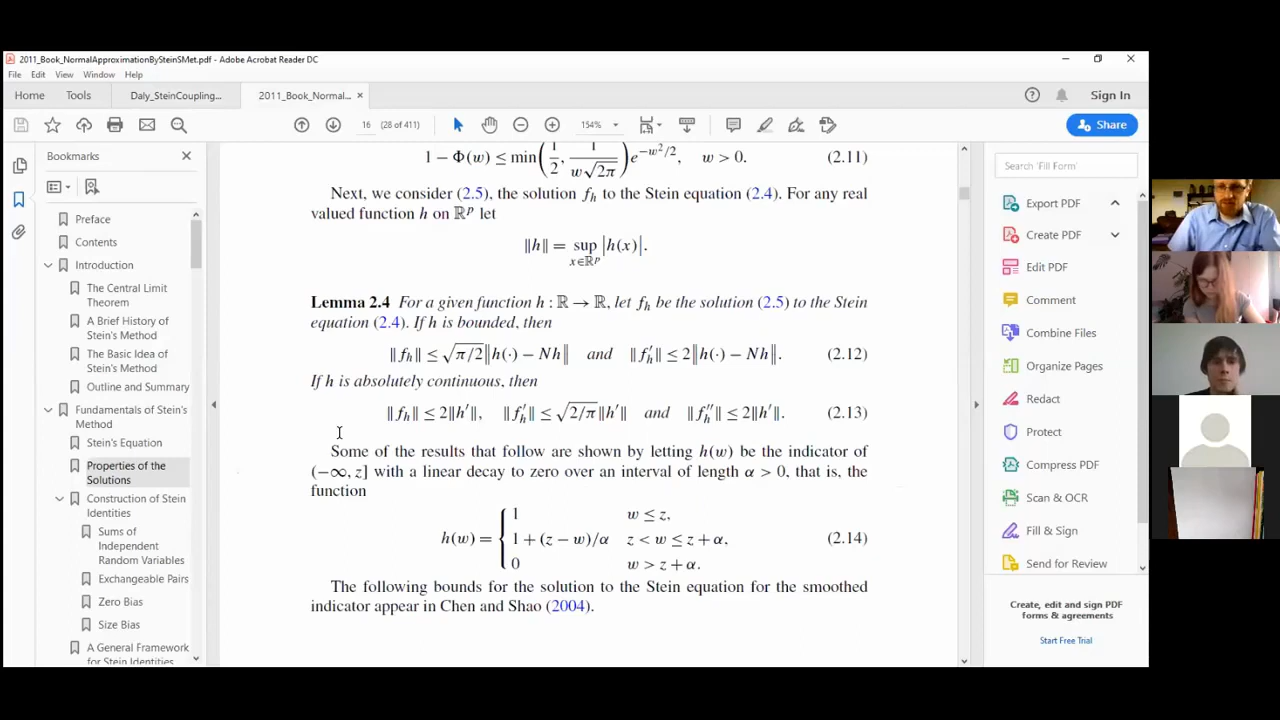 2011_Book_NormalApproximationBySteinSMet.pdf - Adobe Acrobat Reader DC
File Edit View Window Help
Home Tools Daly_SteinCoupling... 2011_Book_Normal... × Sign In
16 (28 of 411) 154% Share
Bookmarks ×
Preface
Contents
Introduction
The Central Limit
Theorem
A Brief History of
Stein's Method
The Basic Idea of
Stein's Method
Outline and Summary
Fundamentals of Stein's
Method
Stein's Equation
Properties of the
Solutions
Construction of Stein
Identities
Sums of
Independent
Random Variables
Exchangeable Pairs
Zero Bias
Size Bias
A General Framework
for Stein Identities
1 − Φ(w) ≤ min(1/2, 1/(w√2π)) e^{−w²/2}, w > 0. (2.11)
Next, we consider (2.5), the solution f_h to the Stein equation (2.4). For any real
valued function h on ℝ^p let
‖h‖ = sup_{x∈ℝ^p} |h(x)|.
Lemma 2.4 For a given function h : ℝ → ℝ, let f_h be the solution (2.5) to the Stein
equation (2.4). If h is bounded, then
‖f_h‖ ≤ √π/2‖h(·) − Nh‖ and ‖f′_h‖ ≤ 2‖h(·) − Nh‖. (2.12)
If h is absolutely continuous, then
‖f_h‖ ≤ 2‖h′‖, ‖f′_h‖ ≤ √2/π‖h′‖ and ‖f″_h‖ ≤ 2‖h′‖. (2.13)
Some of the results that follow are shown by letting h(w) be the indicator of
(−∞, z] with a linear decay to zero over an interval of length α > 0, that is, the
function
h(w) = { 1 w ≤ z,
1 + (z − w)/α z < w ≤ z + α, (2.14)
0 w > z + α.
The following bounds for the solution to the Stein equation for the smoothed
indicator appear in Chen and Shao (2004).
Search 'Fill Form'
Export PDF
Create PDF
Edit PDF
Comment
Combine Files
Organize Pages
Redact
Protect
Compress PDF
Scan & OCR
Fill & Sign
Send for Review
Create, edit and sign PDF
forms & agreements
Start Free Trial